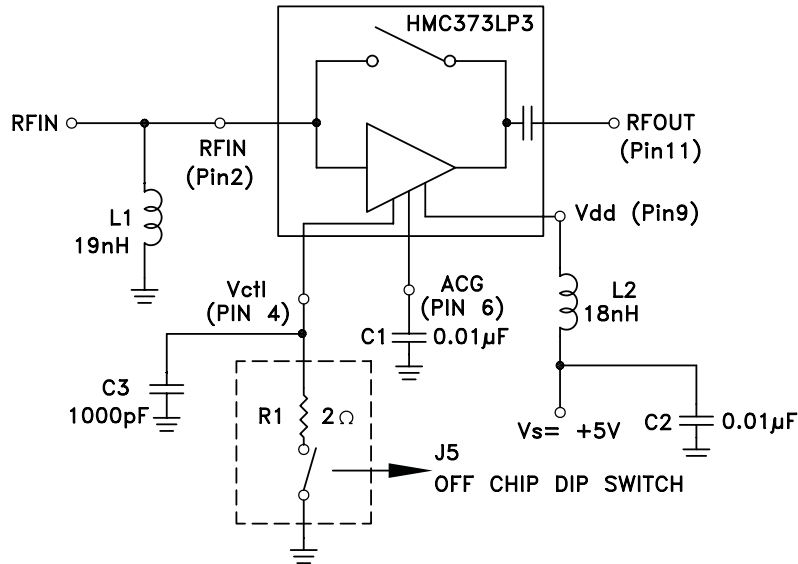 HMC373LP3
RFIN
RFIN
(Pin2)
RFOUT
(Pin11)
L1
19nH
Vdd (Pin9)
Vctl
(PIN 4)
ACG
(PIN 6)
L2
18nH
C1
0.01µF
C3
1000pF
R1
2Ω
Vs= +5V
C2
0.01µF
J5
OFF CHIP DIP SWITCH